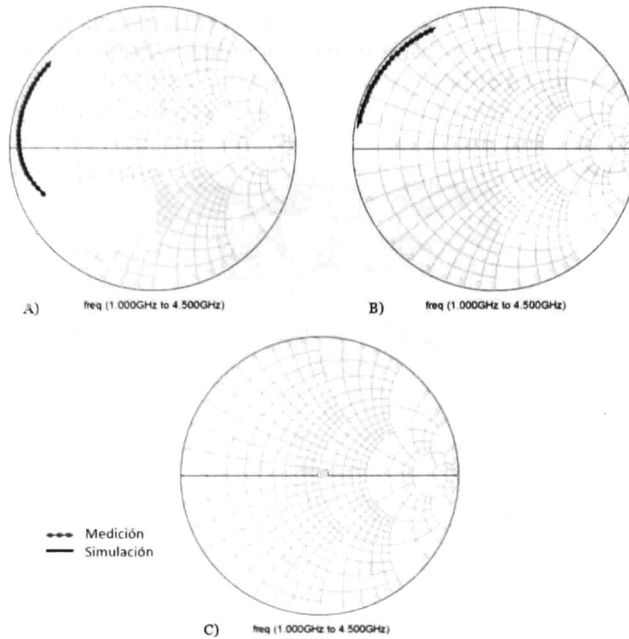 A)
freq (1.000GHz to 4.500GHz)
B)
freq (1.000GHz to 4.500GHz)
Medición
Simulación
C)
freq (1.000GHz to 4.500GHz)